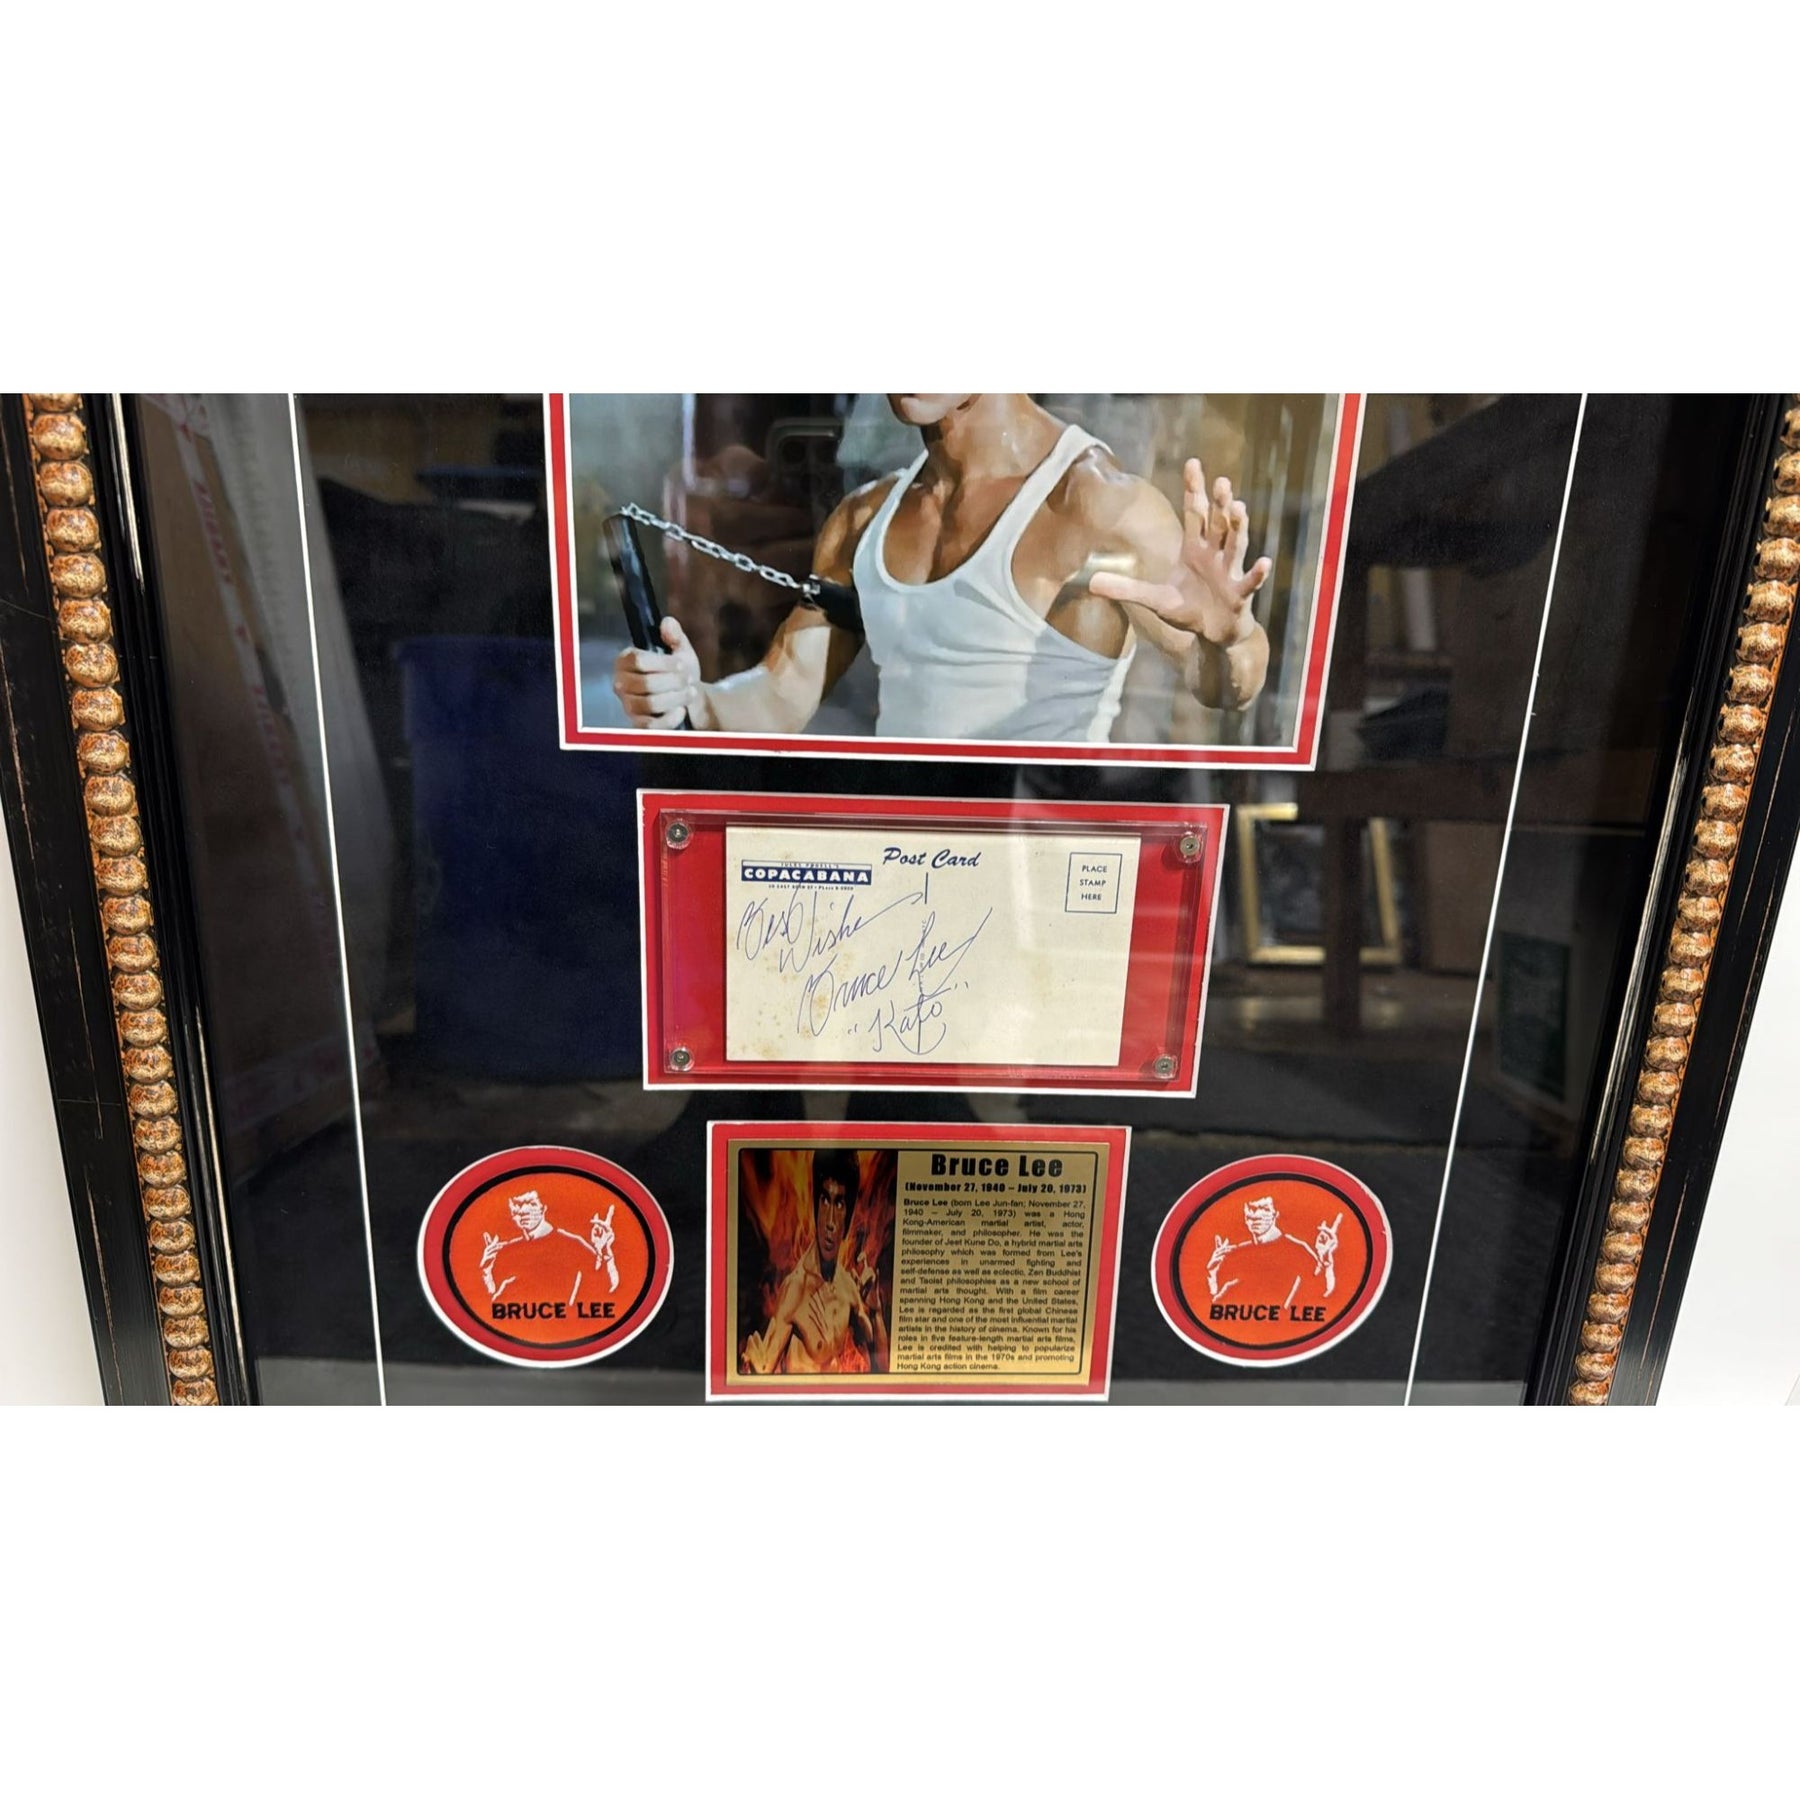 JULES PODELL'S
COPACABANA
Post Card
PLACE
STAMP
HERE
Best
Wishes
Bruce Lee
"Kato"
BRUCE LEE
Bruce Lee
(November 27, 1940 – July 20, 1973)
Bruce Lee (born Lee Jun-fan; November 27,
1940 – July 20, 1973) was a Hong
Kong-American martial artist, actor,
filmmaker, and philosopher. He was the
founder of Jeet Kune Do, a hybrid martial arts
philosophy which was formed from Lee's
experiences in unarmed fighting and
self-defense as well as eclectic, Zen Buddhist
and Taoist philosophies as a new school of
martial arts thought. With a film career
spanning Hong Kong and the United States,
Lee is regarded as the first global Chinese
film star and one of the most influential martial
artists in the history of cinema. Known for his
roles in five feature-length martial arts films,
Lee is credited with helping to popularize
martial arts films in the 1970s and promoting
Hong Kong action cinema.
BRUCE LEE